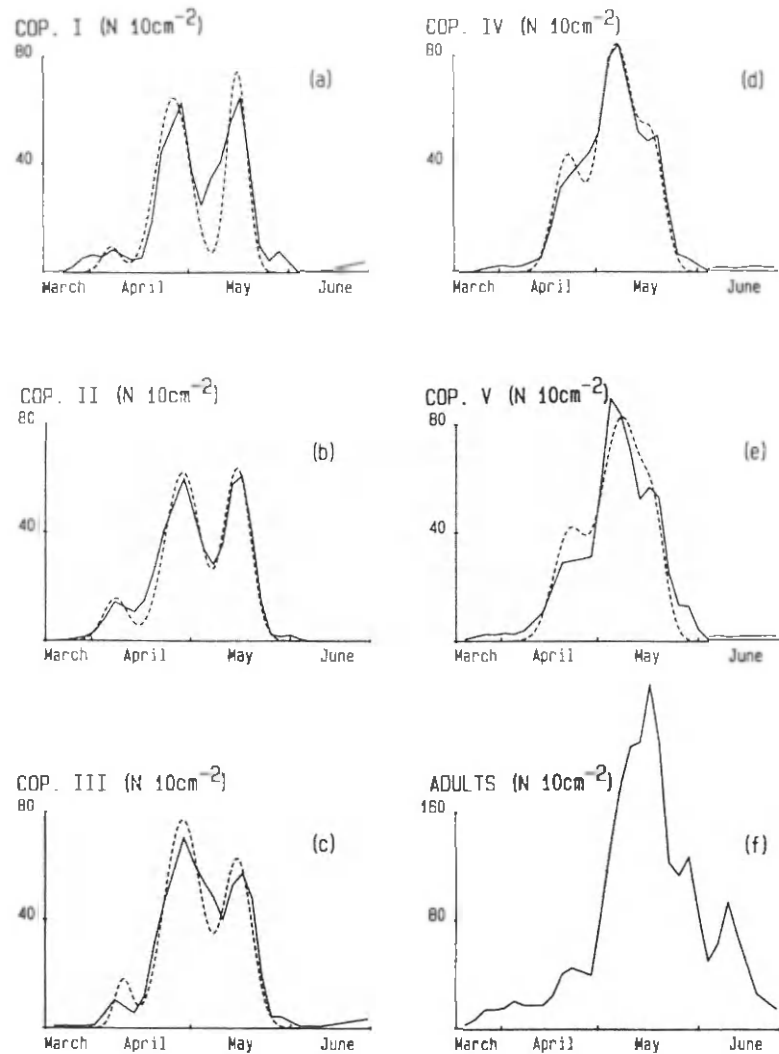 COP. I (N 10cm⁻²)
80
40
(a)
March April May June
COP. IV (N 10cm⁻²)
80
40
(d)
March April May June
COP. II (N 10cm⁻²)
80
40
(b)
March April May June
COP. V (N 10cm⁻²)
80
40
(e)
March April May June
COP. III (N 10cm⁻²)
80
40
(c)
March April May June
ADULTS (N 10cm⁻²)
160
80
(f)
March April May June